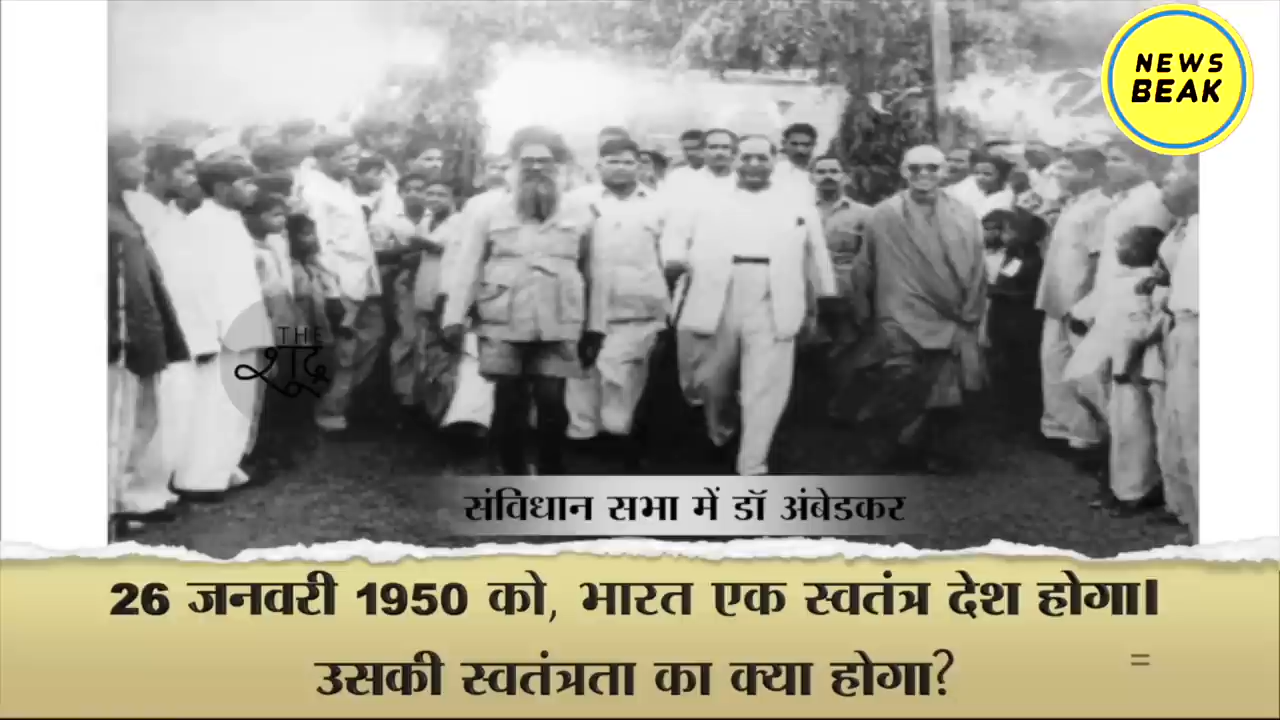 NEWS
BEAK
THE
शूद्र
संविधान सभा में डॉ अंबेडकर
26 जनवरी 1950 को, भारत एक स्वतंत्र देश होगा।
उसकी स्वतंत्रता का क्या होगा?
=